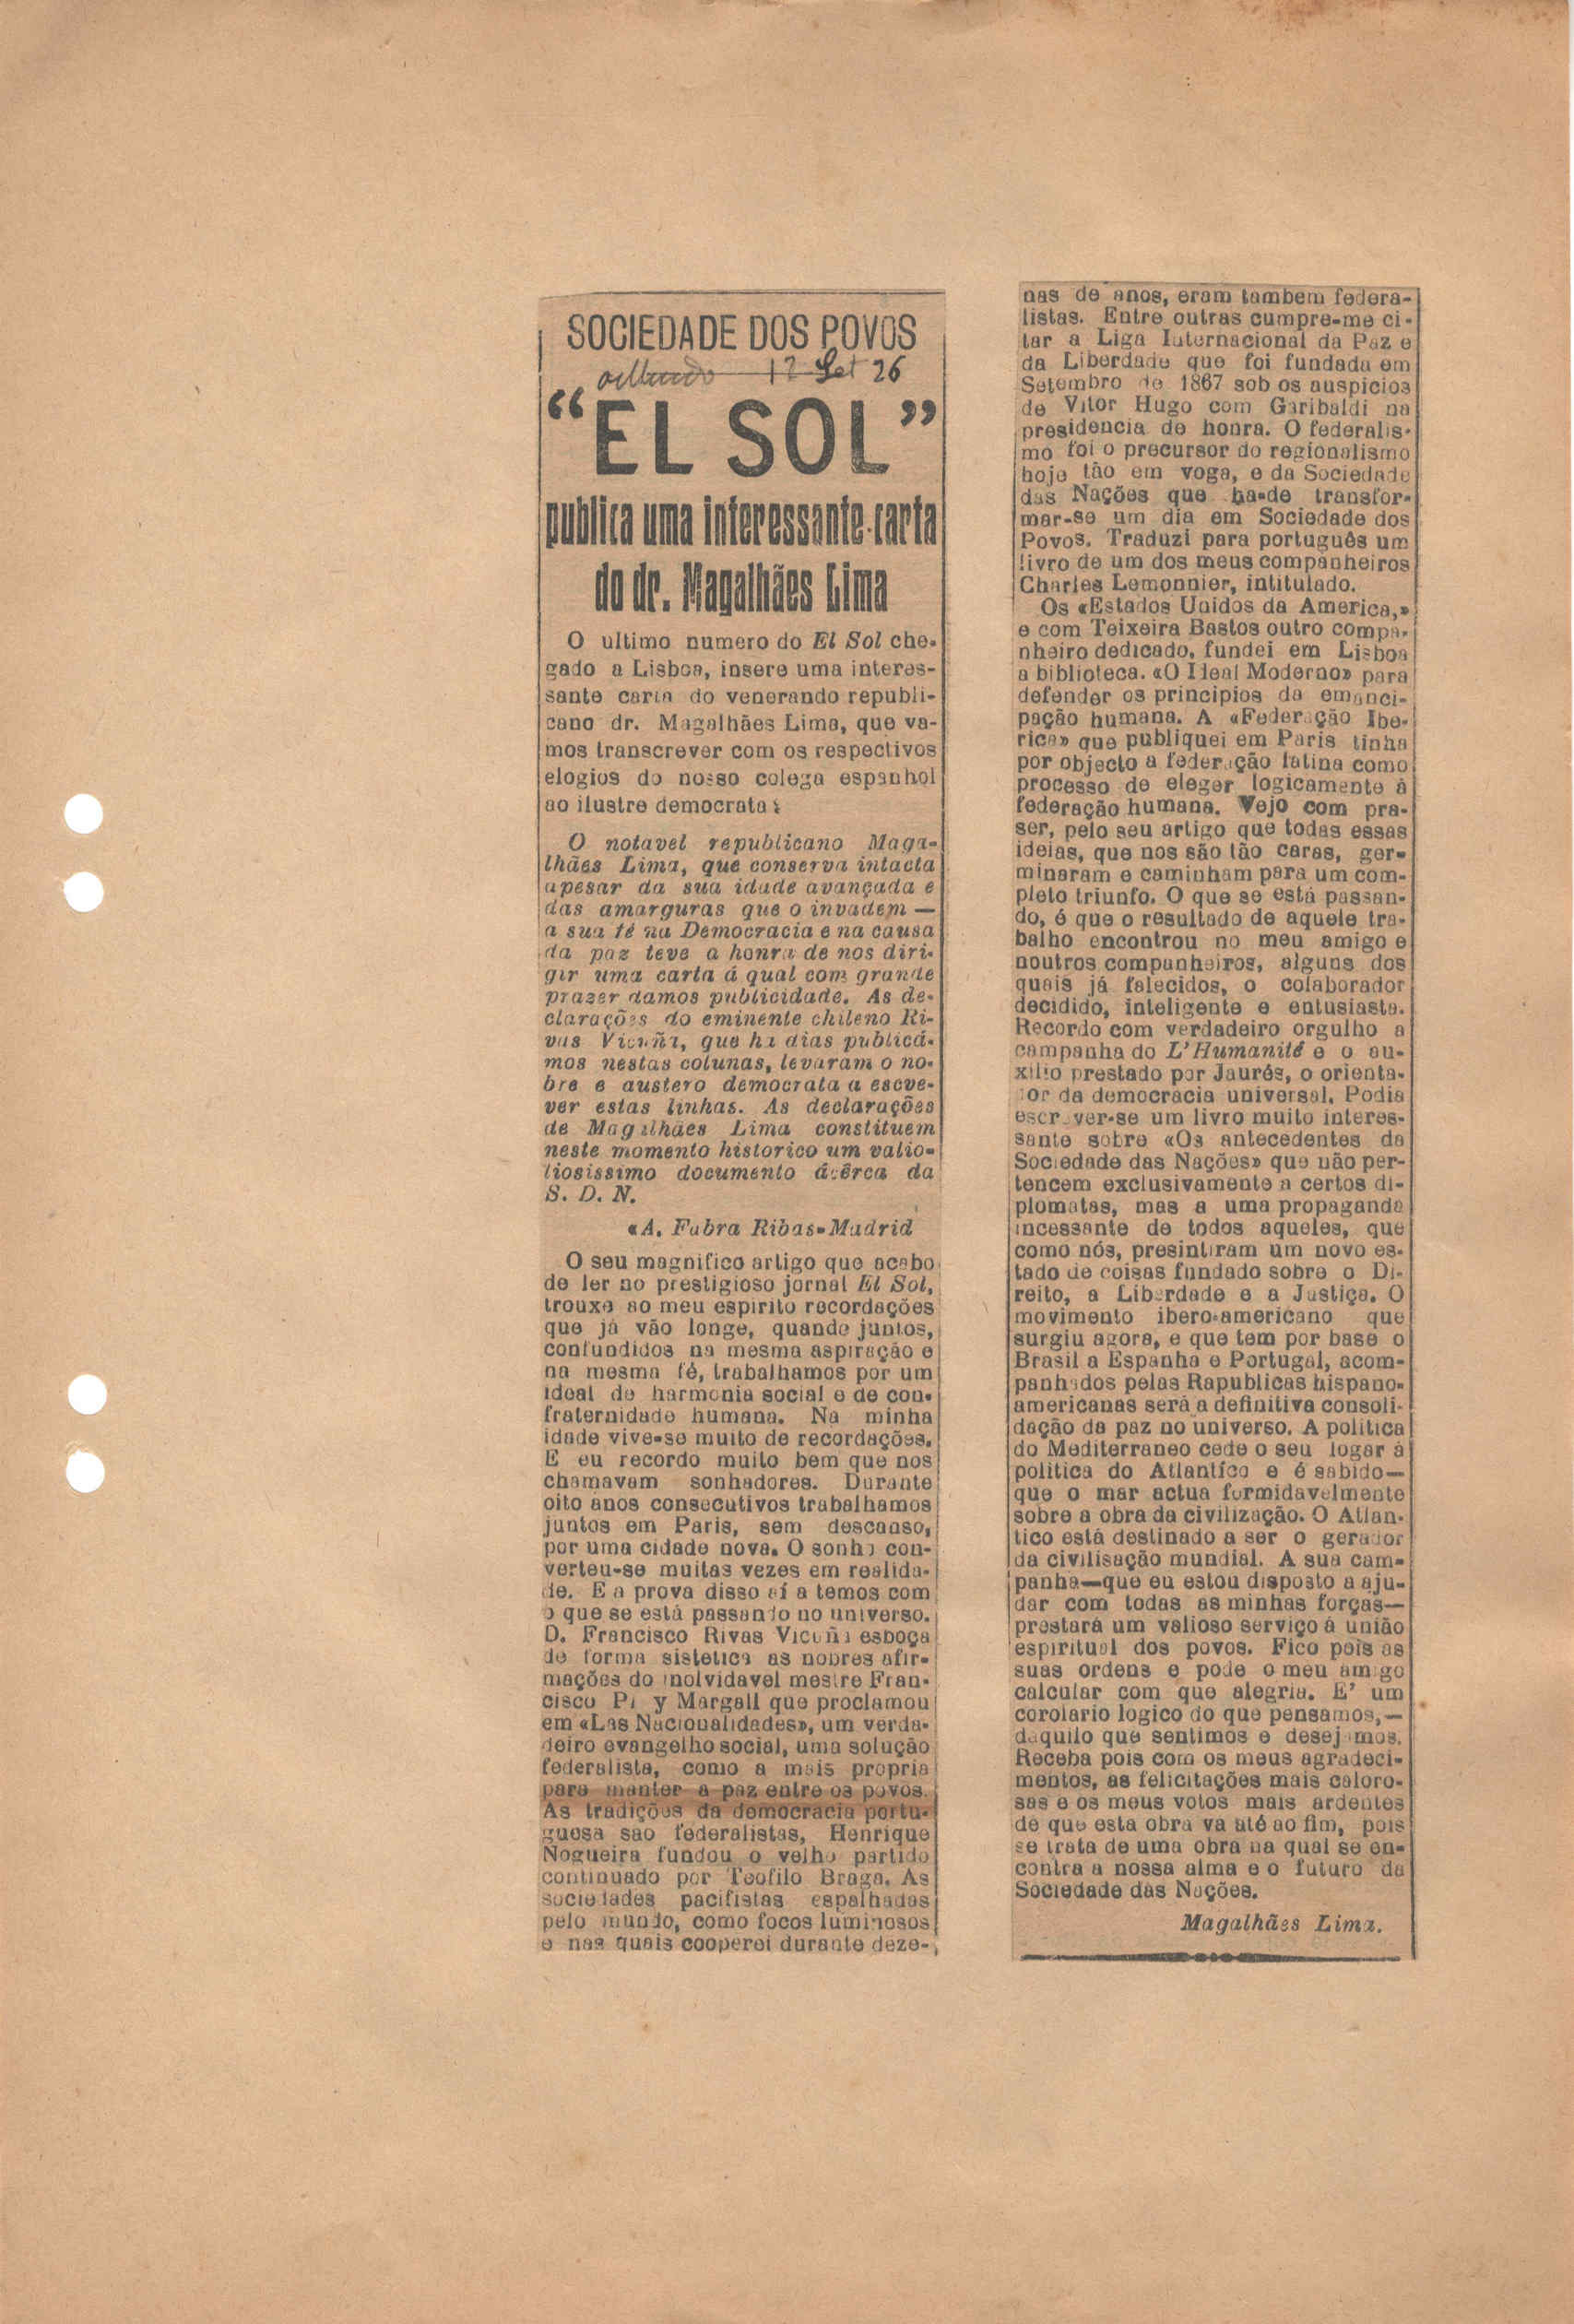 SOCIEDADE DOS POVOS
o Mundo 12 Set 26
“EL SOL”
publica uma interessante carta
do dr. Magalhães Lima
O ultimo numero do El Sol che-
gado a Lisboa, insere uma interes-
sante carta do venerando republi-
cano dr. Magalhães Lima, que va-
mos transcrever com os respectivos
elogios do nosso colega espanhol
ao ilustre democrata:
O notavel republicano Maga-
lhães Lima, que conserva intacta
apesar da sua idade avançada e
das amarguras que o invadem —
a sua fé na Democracia e na causa
da paz teve a honra de nos diri-
gir uma carta á qual com grande
prazer damos publicidade. As de-
clarações do eminente chileno Ri-
vas Vicuña, que ha dias publicá-
mos nestas colunas, levaram o no-
bre e austero democrata a escve-
ver estas linhas. As declarações
de Magalhães Lima constituem
neste momento historico um valio-
liosissimo documento ácêrca da
S. D. N.
«A. Fabra Ribas-Madrid
O seu magnifico artigo que acabo
de ler no prestigioso jornal El Sol,
trouxe ao meu espirito recordações
que já vão longe, quando juntos,
confundidos na mesma aspiração e
na mesma fé, trabalhamos por um
ideal de harmonia social e de con-
fraternidade humana. Na minha
idade vive-se muito de recordações.
E eu recordo muito bem que nos
chamavam sonhadores. Durante
oito anos consecutivos trabalhamos
juntos em Paris, sem descanso,
por uma cidade nova. O sonho con-
verteu-se muitas vezes em realida-
de. E a prova disso aí a temos com
o que se está passando no universo.
D. Francisco Rivas Vicuña esboça
de forma sistetica as nobres afir-
mações do inolvidavel mestre Fran-
cisco Pi y Margall que proclamou
em «Las Nacionalidades», um verda-
deiro evangelho social, uma solução
federalista, como a mais propria
para manter a paz entre os povos.
As tradições da democracia portu-
guesa são federalistas, Henrique
Nogueira fundou o velho partido
continuado por Teofilo Braga. As
sociedades pacifistas espalhadas
pelo mundo, como focos luminosos
e nas quais cooperei durante deze-
nas de anos, eram tambem federa-
listas. Entre outras cumpre-me ci-
tar a Liga Internacional da Paz e
da Liberdade que foi fundada em
Setembro de 1867 sob os auspicios
de Vitor Hugo com Garibaldi na
presidencia de honra. O federalis-
mo foi o precursor do regionalismo
hoje tão em voga, e da Sociedade
das Nações que ha-de transfor-
mar-se um dia em Sociedade dos
Povos. Traduzi para português um
livro de um dos meus companheiros
Charles Lemonnier, intitulado.
Os «Estados Unidos da America,»
e com Teixeira Bastos outro compa-
nheiro dedicado, fundei em Lisboa
a biblioteca. «O Ideal Moderno» para
defender os principios da emanci-
pação humana. A «Federação Ibe-
rica» que publiquei em Paris tinha
por objecto a federação latina como
processo de eleger logicamente á
federação humana. Vejo com pra-
ser, pelo seu artigo que todas essas
ideias, que nos são tão caras, ger-
minaram e caminham para um com-
pleto triunfo. O que se está passan-
do, é que o resultado de aquele tra-
balho encontrou no meu amigo e
noutros companheiros, alguns dos
quais já falecidos, o colaborador
decidido, inteligente e entusiasta.
Recordo com verdadeiro orgulho a
campanha do L'Humanité e o au-
xilio prestado por Jaurés, o orienta-
dor da democracia universal. Podia
escrever-se um livro muito interes-
sante sobre «Os antecedentes da
Sociedade das Nações» que não per-
tencem exclusivamente a certos di-
plomatas, mas a uma propaganda
incessante de todos aqueles, que
como nós, presintiram um novo es-
tado de coisas fundado sobre o Di-
reito, a Liberdade e a Justiça. O
movimento ibero-americano que
surgiu agora, e que tem por base o
Brasil a Espanha e Portugal, acom-
panhados pelas Rapublicas hispano-
americanas será a definitiva consoli-
dação da paz no universo. A politica
do Mediterraneo cede o seu logar á
politica do Atlantíco e é sabido—
que o mar actua formidavelmente
sobre a obra da civilização. O Atlan-
tico está destinado a ser o gerador
da civilisação mundial. A sua cam-
panha—que eu estou disposto a aju-
dar com todas as minhas forças—
prestará um valioso serviço á união
espiritual dos povos. Fico pois as
suas ordens e pode o meu amigo
calcular com que alegria. E' um
corolario logico do que pensamos,—
daquilo que sentimos e desejamos.
Receba pois com os meus agradeci-
mentos, as felicitações mais caloro-
sas e os meus votos mais ardentes
de que esta obra va até ao fim, pois
se trata de uma obra na qual se en-
contra a nossa alma e o futuro da
Sociedade das Nações.
Magalhães Lima.